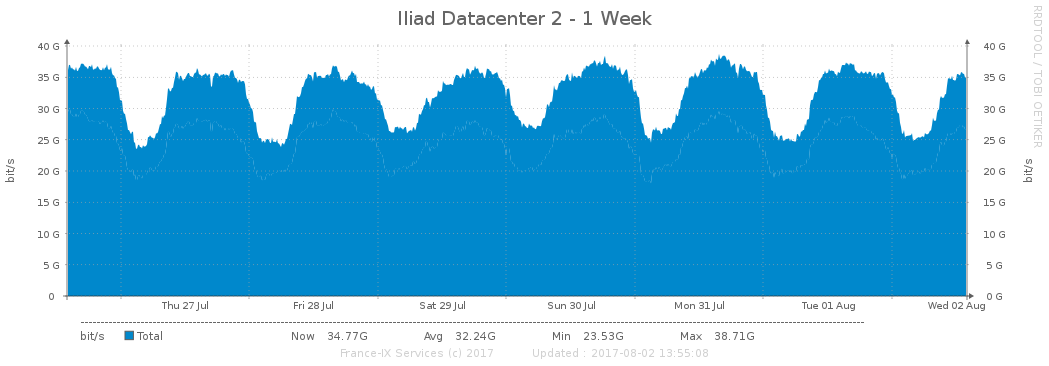 Iliad Datacenter 2 - 1 Week
RRDTOOL / TOBI OETIKER
40 G 40 G
35 G 35 G
30 G 30 G
25 G 25 G
20 G 20 G
15 G 15 G
10 G 10 G
5 G 5 G
0 0 G
bit/s bit/s
Thu 27 Jul Fri 28 Jul Sat 29 Jul Sun 30 Jul Mon 31 Jul Tue 01 Aug Wed 02 Aug
bit/s Total Now 34.77G Avg 32.24G Min 23.53G Max 38.71G
France-IX Services (c) 2017 Updated : 2017-08-02 13:55:08